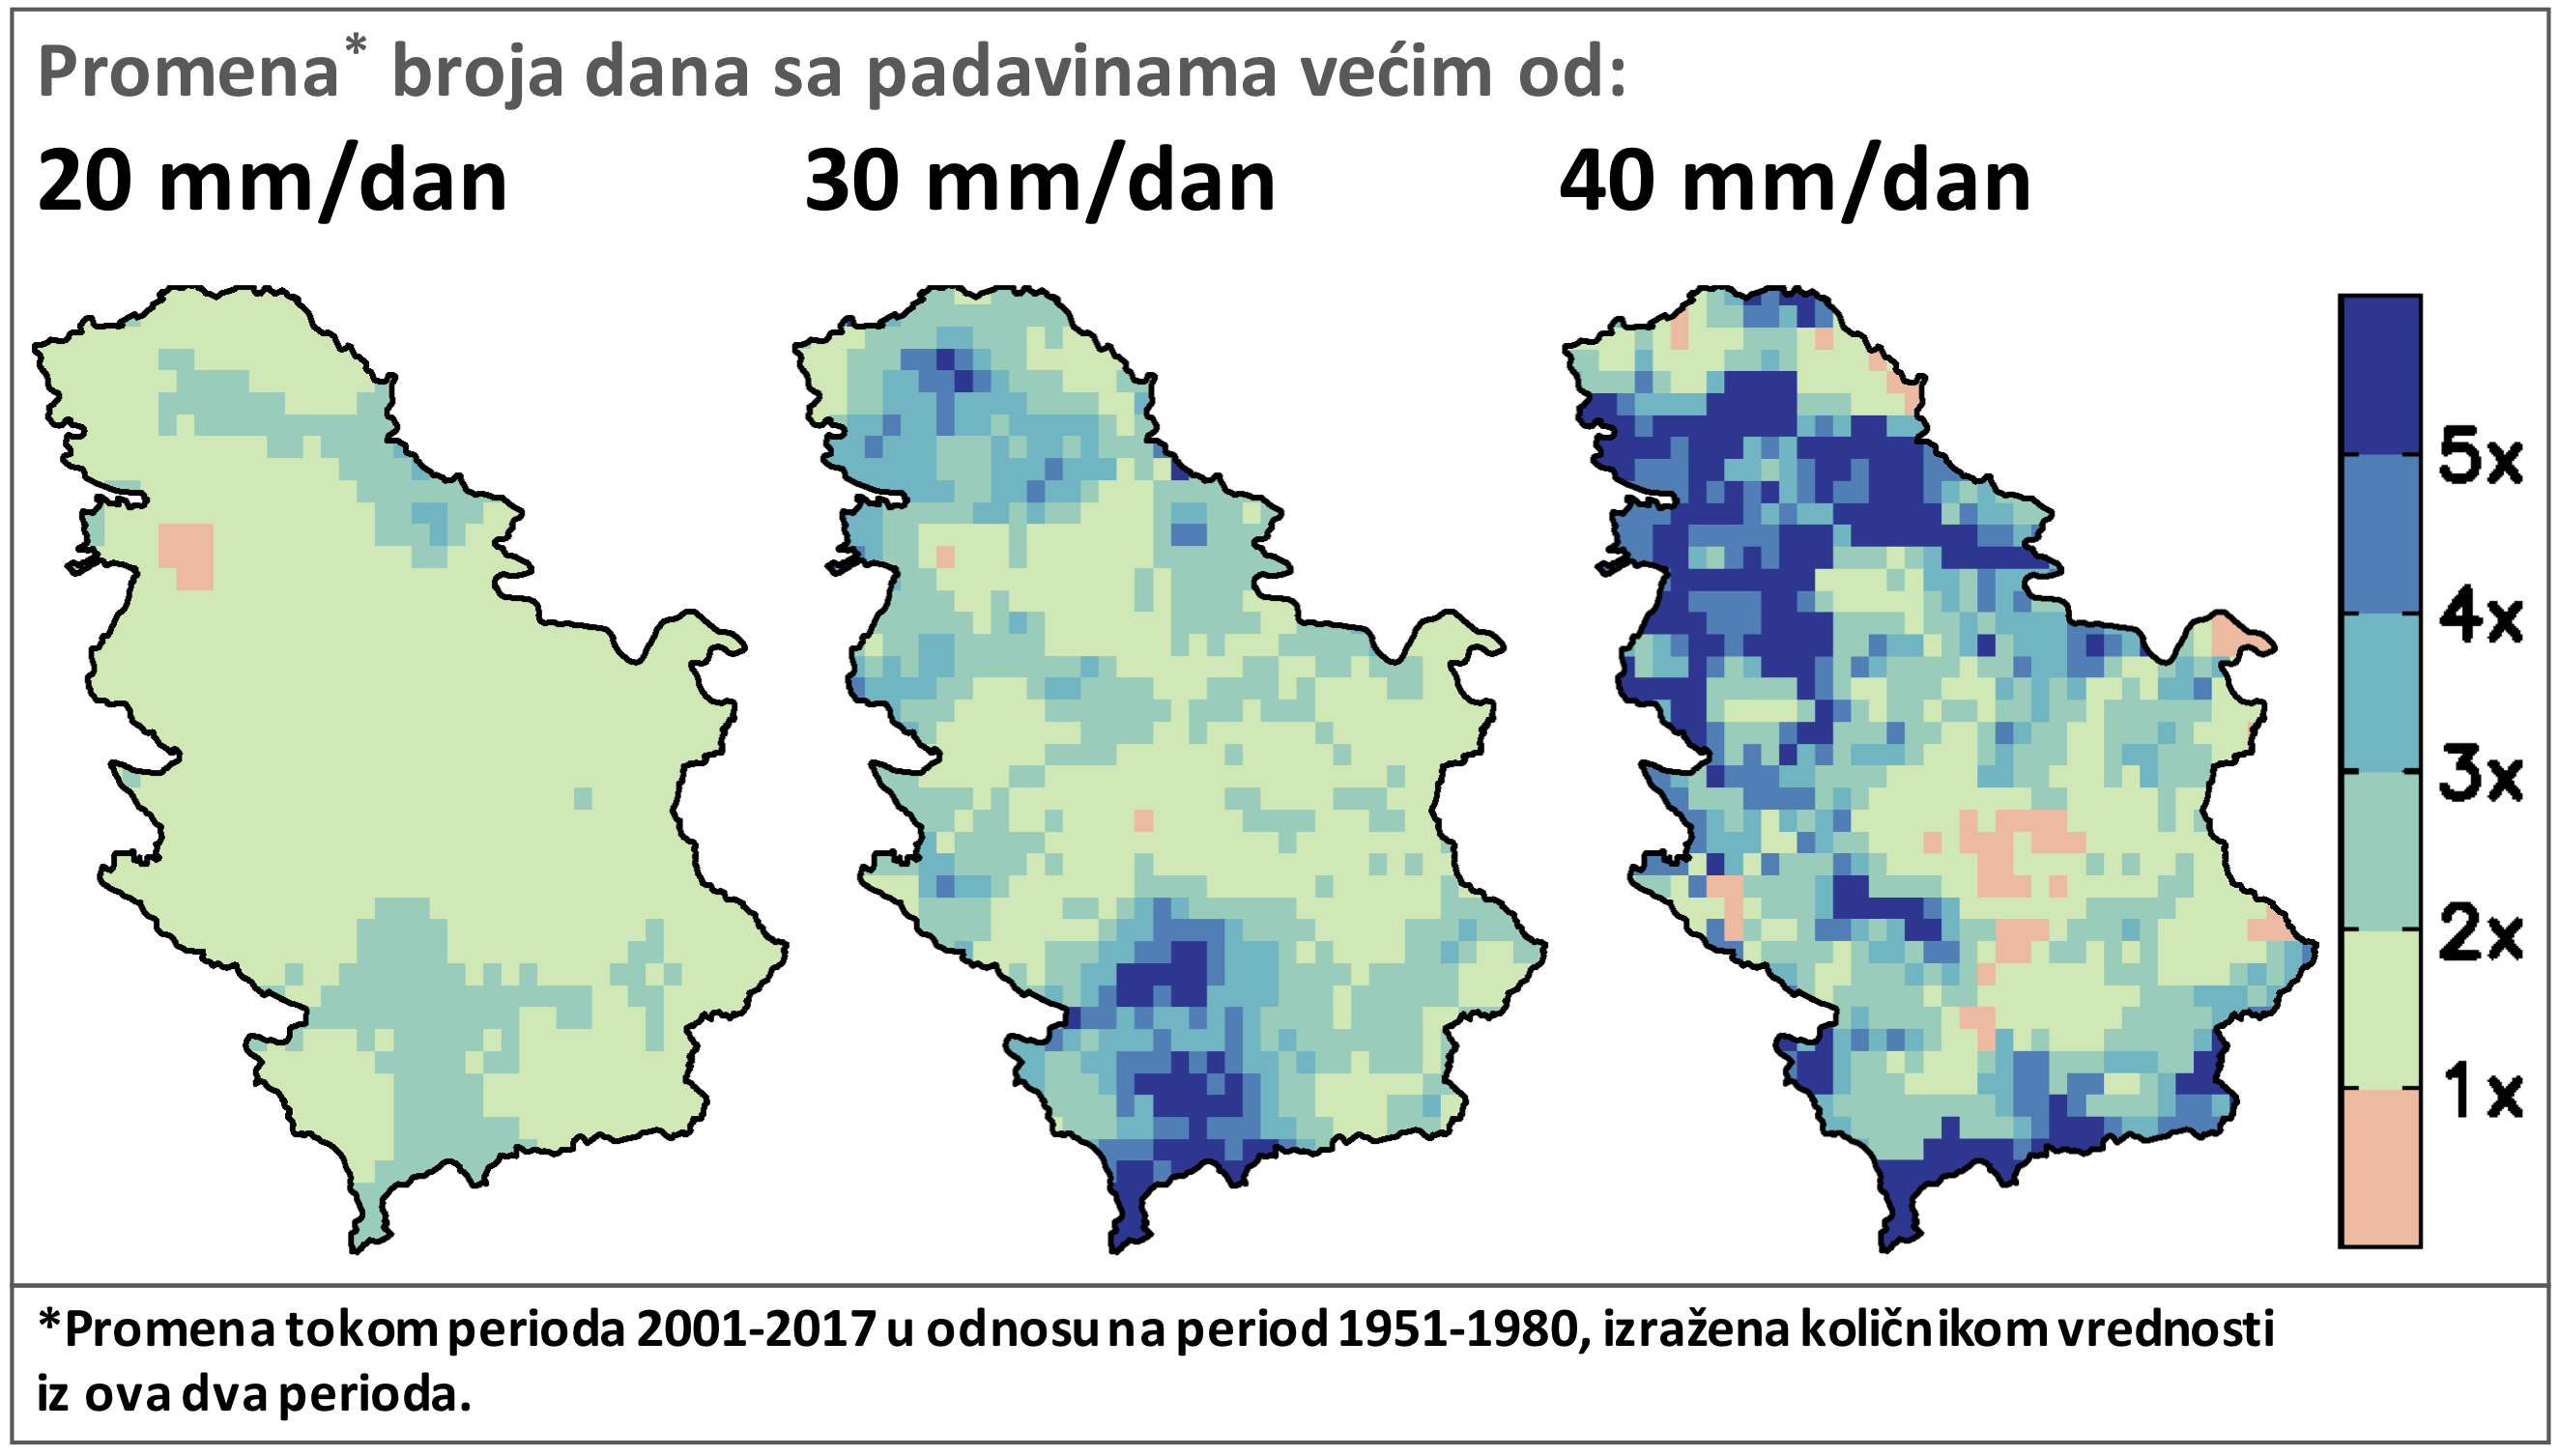 Promena* broja dana sa padavinama većim od:
20 mm/dan 30 mm/dan 40 mm/dan
5x
4x
3x
2x
1x
*Promena tokom perioda 2001-2017 u odnosu na period 1951-1980, izražena količnikom vrednosti
iz ova dva perioda.